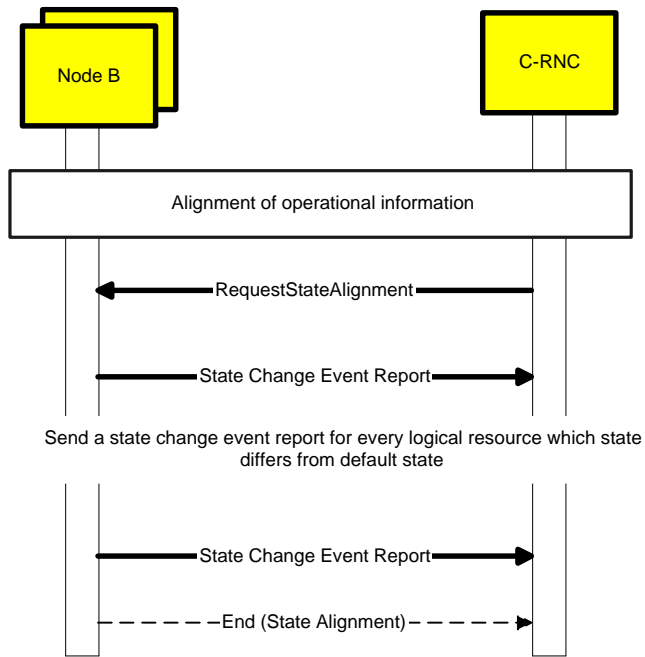 Node B
C-RNC
Alignment of operational information
RequestStateAlignment
State Change Event Report
Send a state change event report for every logical resource which state
differs from default state
State Change Event Report
End (State Alignment)